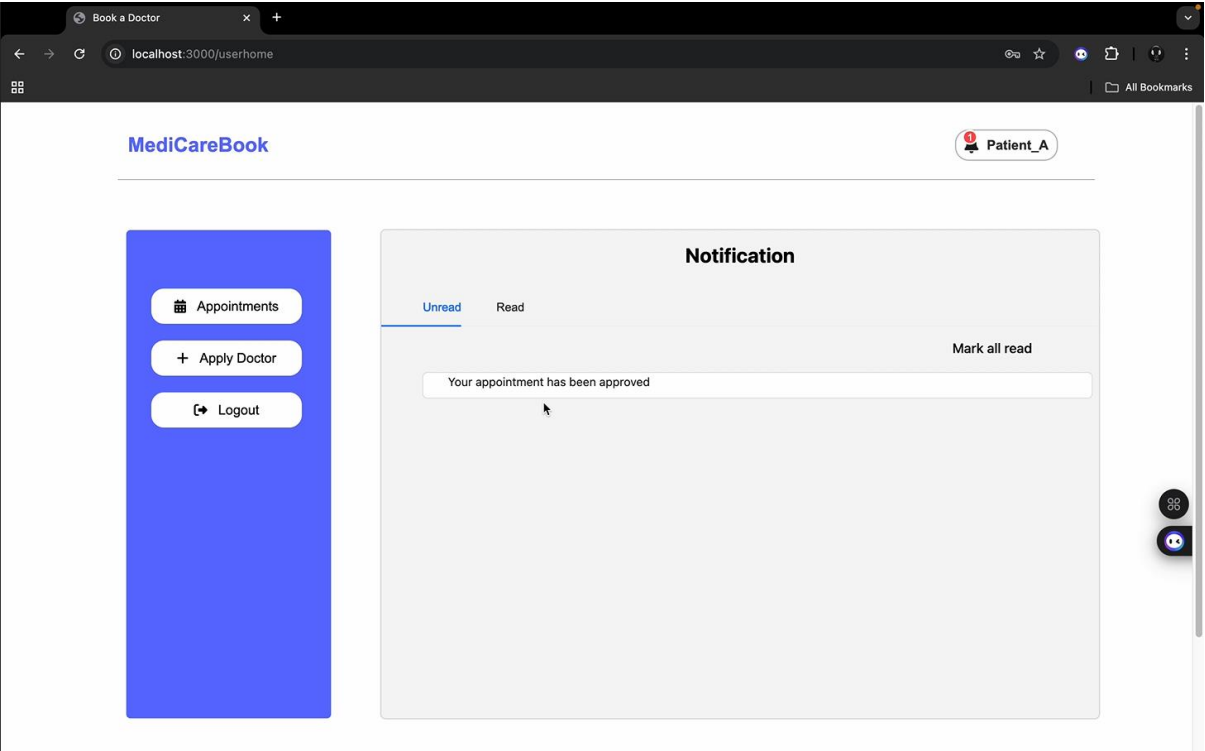 Book a Doctor
localhost:3000/userhome
All Bookmarks
MediCareBook
1
Patient_A
Notification
Appointments
Unread
Read
Mark all read
Apply Doctor
Your appointment has been approved
Logout